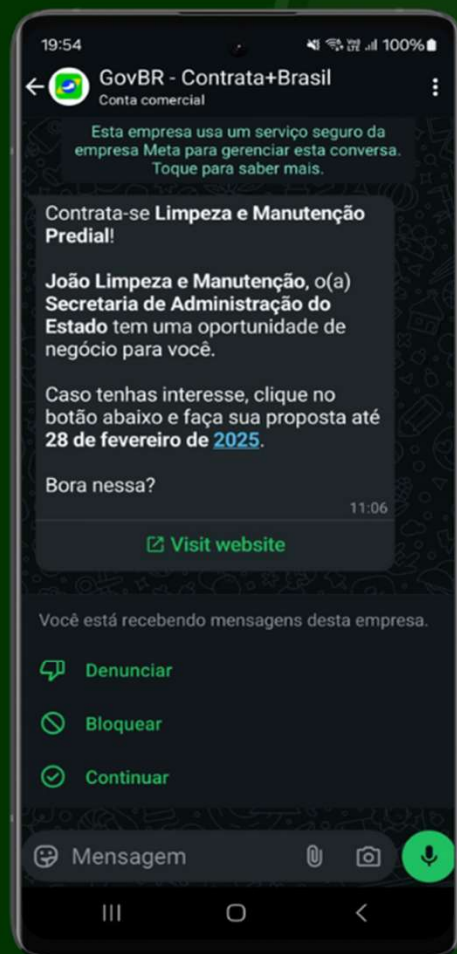 19:54
100%
GovBR - Contrata+Brasil
Conta comercial
Esta empresa usa um serviço seguro da
empresa Meta para gerenciar esta conversa.
Toque para saber mais.
Contrata-se Limpeza e Manutenção
Predial!
João Limpeza e Manutenção, o(a)
Secretaria de Administração do
Estado tem uma oportunidade de
negócio para você.
Caso tenhas interesse, clique no
botão abaixo e faça sua proposta até
28 de fevereiro de 2025.
Bora nessa?
11:06
Visit website
Você está recebendo mensagens desta empresa.
Denunciar
Bloquear
Continuar
Mensagem